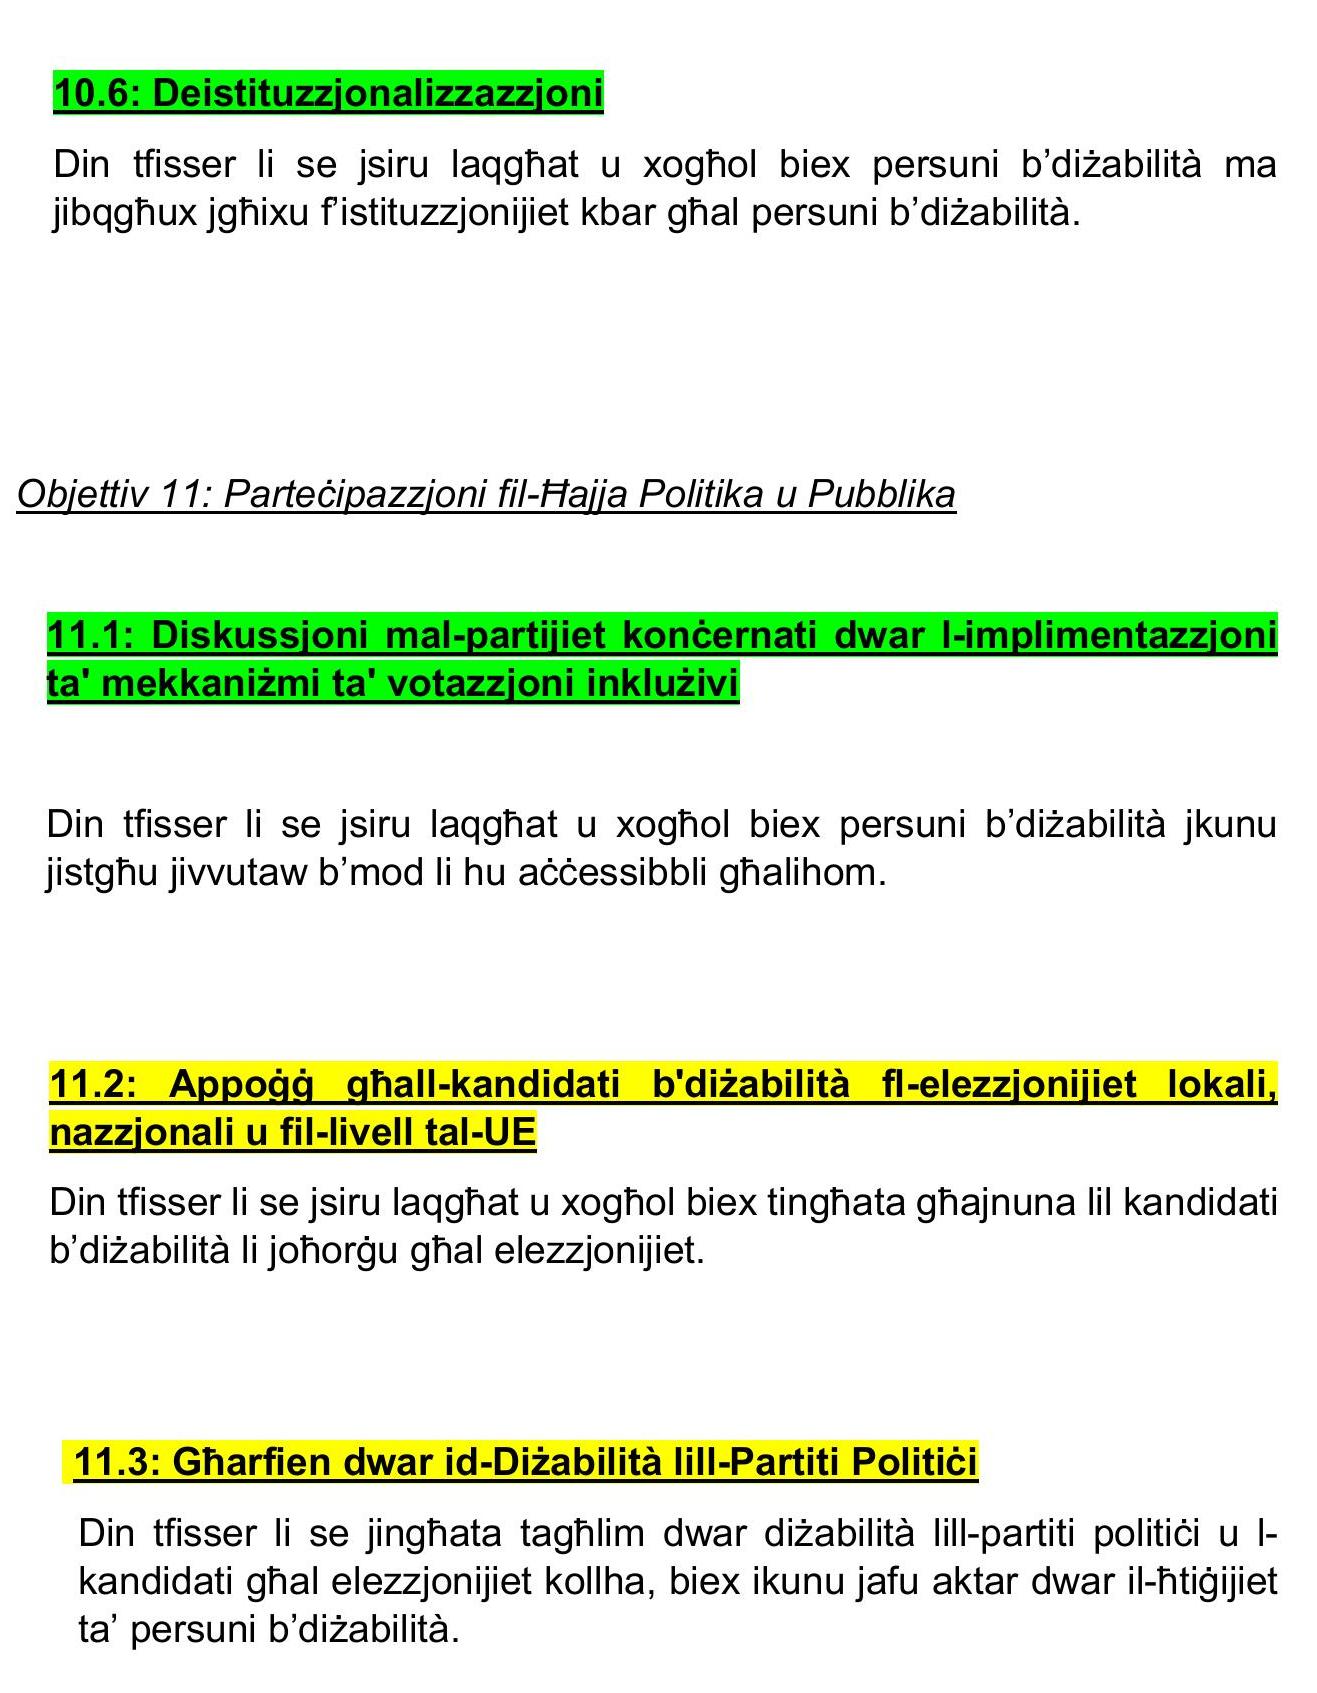 10.6: Deistituzzjonalizzazzjoni
Din tfisser li se jsiru laqgħat u xogħol biex persuni b’diżabilità ma
jibqgħux jgħixu f’istituzzjonijiet kbar għal persuni b’diżabilità.
Objettiv 11: Parteċipazzjoni fil-Ħajja Politika u Pubblika
11.1: Diskussjoni mal-partijiet konċernati dwar l-implimentazzjoni
ta' mekkaniżmi ta' votazzjoni inklużivi
Din tfisser li se jsiru laqgħat u xogħol biex persuni b’diżabilità jkunu
jistgħu jivvutaw b’mod li hu aċċessibbli għalihom.
11.2: Appoġġ għall-kandidati b'diżabilità fl-elezzjonijiet lokali,
nazzjonali u fil-livell tal-UE
Din tfisser li se jsiru laqgħat u xogħol biex tingħata għajnuna lil kandidati
b’diżabilità li joħorġu għal elezzjonijiet.
11.3: Għarfien dwar id-Diżabilità lill-Partiti Politiċi
Din tfisser li se jingħata tagħlim dwar diżabilità lill-partiti politiċi u l-
kandidati għal elezzjonijiet kollha, biex ikunu jafu aktar dwar il-ħtiġijiet
ta’ persuni b’diżabilità.